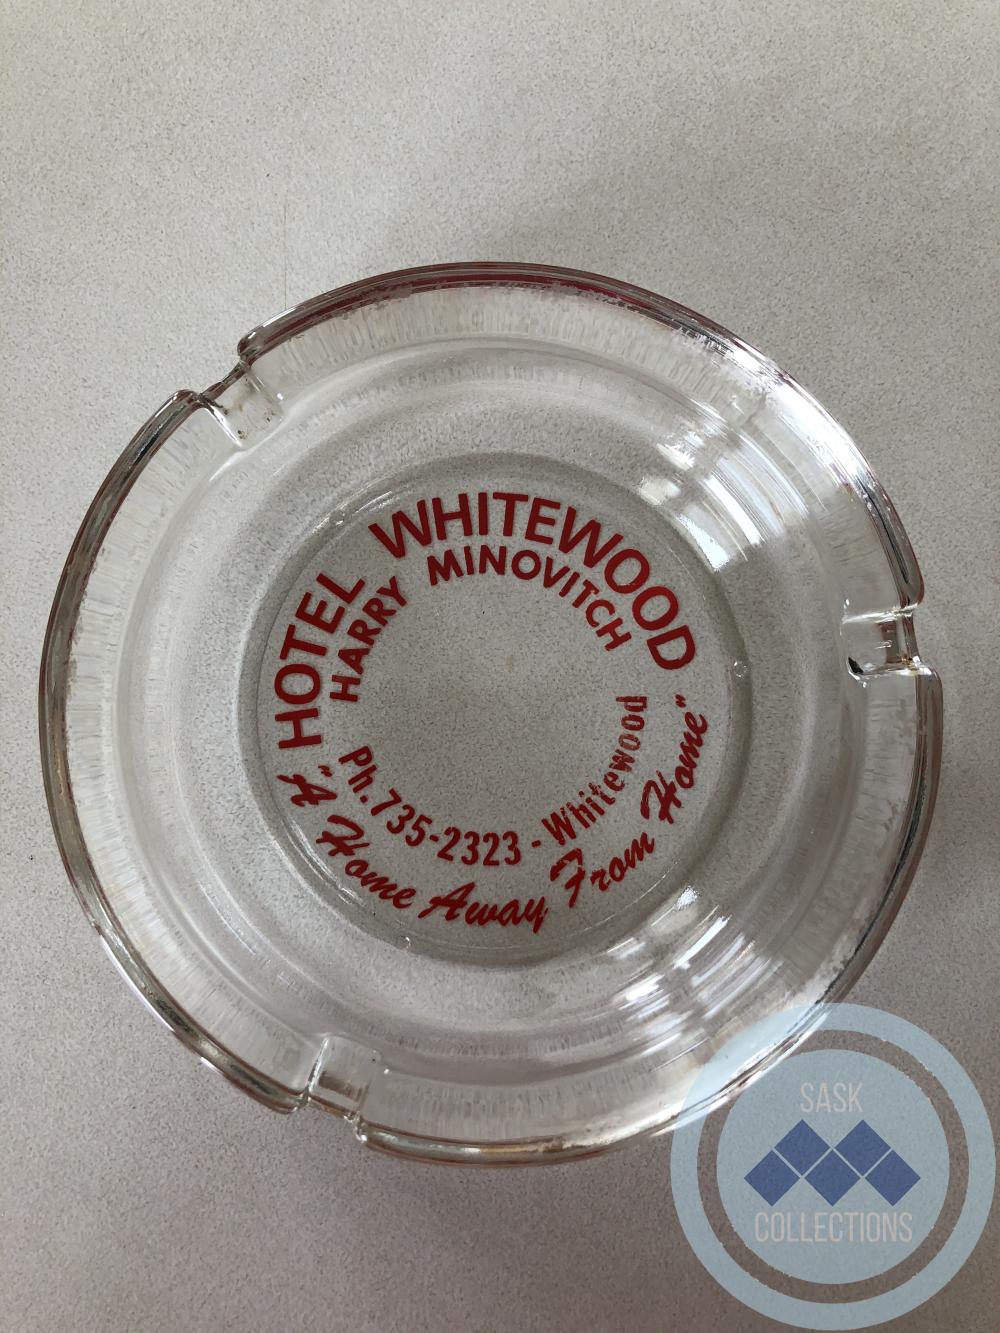 HOTEL WHITEWOOD
HARRY MINOVITCH
Ph. 735-2323 - Whitewood
"A Home Away From Home"
SASK
COLLECTIONS